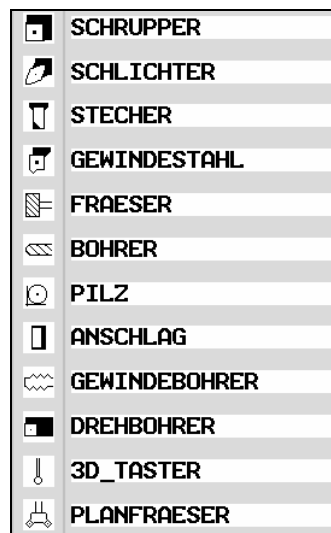 SCHRUPPER
SCHLICHTER
STECHER
GEWINDESTAHL
FRAESER
BOHRER
PILZ
ANSCHLAG
GEWINDEBOHRER
DREHBOHRER
3D_TASTER
PLANFRAESER